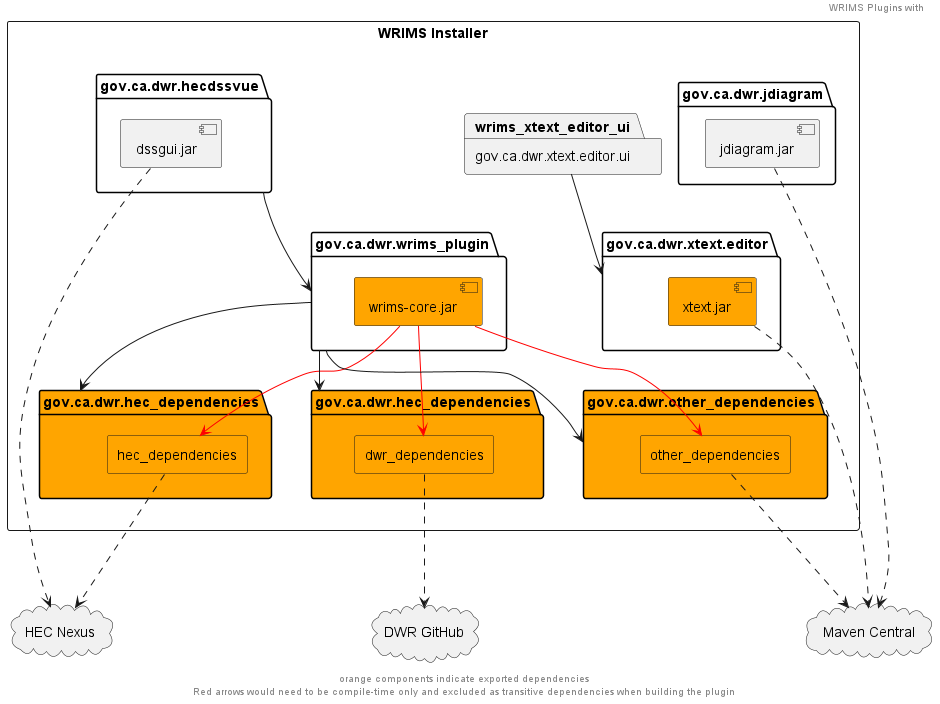 WRIMS Plugins with
WRIMS Installer
gov.ca.dwr.hecdssvue
dssgui.jar
wrims_xtext_editor_ui
gov.ca.dwr.xtext.editor.ui
gov.ca.dwr.jdiagram
jdiagram.jar
gov.ca.dwr.wrims_plugin
wrims-core.jar
gov.ca.dwr.xtext.editor
xtext.jar
gov.ca.dwr.hec_dependencies
hec_dependencies
gov.ca.dwr.hec_dependencies
dwr_dependencies
gov.ca.dwr.other_dependencies
other_dependencies
HEC Nexus
DWR GitHub
Maven Central
orange components indicate exported dependencies
Red arrows would need to be compile-time only and excluded as transitive dependencies when building the plugin